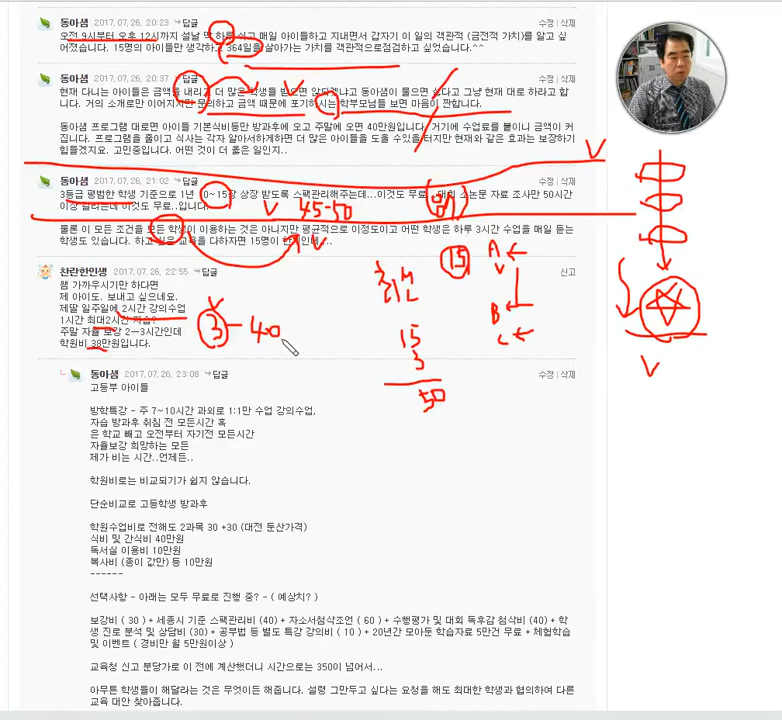 동아샘 2017.07.26, 20:23 답글 수정 | 삭제
오전 9시부터 오후 12시까지 설날 하루 쉬고 매일 아이들하고 지내면서 갑자기 이 일의 객관적 (금전적 가치)를 알고 싶
어졌습니다. 15명의 아이들만 생각하고 364일을 살아가는 가치를 객관적으로점검하고 싶었습니다.^^
동아샘 2017.07.26, 20:37 답글 수정 | 삭제
현재 다니는 아이들은 금액을 내리고 더 많은 학생을 받으면 않되겠냐고 동아샘이 물으면 싫다고 그냥 현재 대로 하라고 합
니다. 거의 소개로만 이어지지만 문의하고 금액 때문에 포기하시는 학부모님들 보면 마음이 짠합니다.
동아샘 프로그램 대로면 아이들 기본식비등만 방과후에 오고 주말에 오면 40만원입니다. 거기에 수업료를 붙이니 금액이 커
집니다. 프로그램을 줄이고 식사는 각자 알아서하게하면 더 많은 아이들을 도울 수있을 터지만 현재와 같은 효과는 보장하기
힘들겠지요. 고민중입니다. 어떤 것이 더 옳은 일인지..
동아샘 2017.07.26, 21:02 답글 수정 | 삭제
3등급 평범한 학생 기준으로 1년 10~15장 상장 받도록 스팩관리해주는데...이것도 무료.. 대회 소논문 자료 조사만 50시간
이상 걸리는데 이것도 무료..입니다.
V 45-50
V
물론 이 모든 조건을 모든 학생이 이용하는 것은 아니지만 평균적으로 이정도이고 어떤 학생은 하루 3시간 수업을 매일 듣는
학생도 있습니다. 하고 싶은 교육을 다하자면 15명이 한계인데...
V
15
A
V
B
C
찬란한인생 2017.07.26, 22:55 답글 신고
쌤 가까우시기만 하다면
제 아이도. 보내고 싶으네요.
제딸 일주일에 2시간 강의수업
1시간 최대2시간 자습?
주말 자율 보강 2ㅡ3시간인데
학원비 38만원입니다.
V
3 - 40
15
3
50
V
동아샘 2017.07.26, 23:08 답글 수정 | 삭제
고등부 아이들
방학특강 - 주 7~10시간 과외로 1:1만 수업 강의수업,
자습 방과후 취침 전 모든시간 혹
은 학교 빼고 오전부터 자기전 모든시간
자율보강 희망하는 모든
제가 비는 시간..언제든..
학원비로는 비교되기가 쉽지 않습니다.
단순비교로 고등학생 방과후
학원수업비로 전해도 2과목 30 +30 (대전 둔산가격)
식비 및 간식비 40만원
독서실 이용비 10만원
복사비 (종이 값만) 등 10만원
------
선택사항 - 아래는 모두 무료로 진행 중? - ( 예상치? )
보강비 ( 30 ) + 세종시 기준 스팩관리비 (40) + 자소서첨삭조언 ( 60 ) + 수행평가 및 대회 독후감 첨삭비 (40) + 학
생 진로 분석 및 상담비 (30) + 공부법 등 별도 특강 강의비 ( 10 ) + 20년간 모아둔 학습자료 5만건 무료 + 체험학습
및 이벤트 ( 경비만 월 5만원이상 )
교육청 신고 분당가로 이 전에 계산했더니 시간으로는 350이 넘어서...
아무튼 학생들이 해달라는 것은 무엇이든 해줍니다. 설령 그만두고 싶다는 요청을 해도 최대한 학생과 협의하여 다른
교육 대안 찾아줍니다.